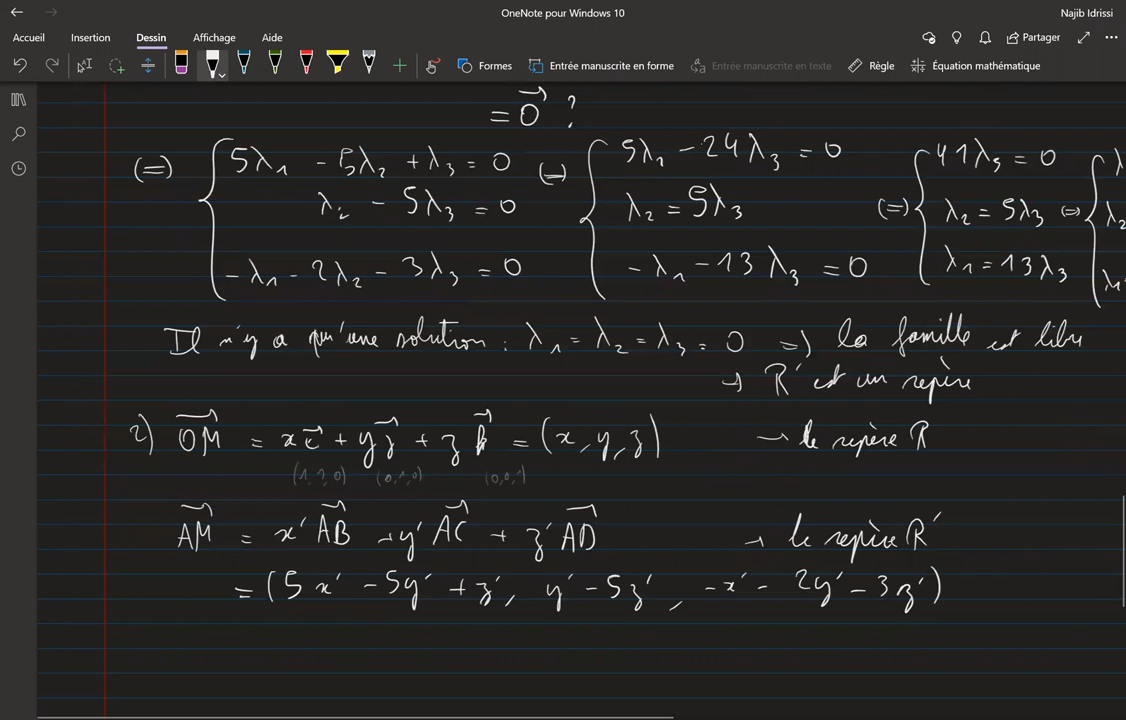 OneNote pour Windows 10
Najib Idrissi
Accueil Insertion Dessin Affichage Aide
Partager
Formes Entrée manuscrite en forme Entrée manuscrite en texte Règle Équation mathématique
= 0⃗ ?
(=) { 5λ₁ - 5λ₂ + λ₃ = 0 (=) { 5λ₁ - 24λ₃ = 0 (=) { 41λ₃ = 0 (=) { λ
λ₂ - 5λ₃ = 0 λ₂ = 5λ₃ λ₂ = 5λ₃ λ₂
-λ₁ - 2λ₂ - 3λ₃ = 0 -λ₁ - 13λ₃ = 0 λ₁ = 13λ₃ λ₁
Il n'y a qu'une solution : λ₁ = λ₂ = λ₃ = 0 => la famille est libre
→ R' est un repère
2) OM⃗ = x i⃗ + y j⃗ + z k⃗ = (x, y, z) → le repère R
(1, 0, 0) (0, 1, 0) (0, 0, 1)
AM⃗ = x' AB⃗ + y' AC⃗ + z' AD⃗ → le repère R'
= (5x' - 5y' + z', y' - 5z', -x' - 2y' - 3z')